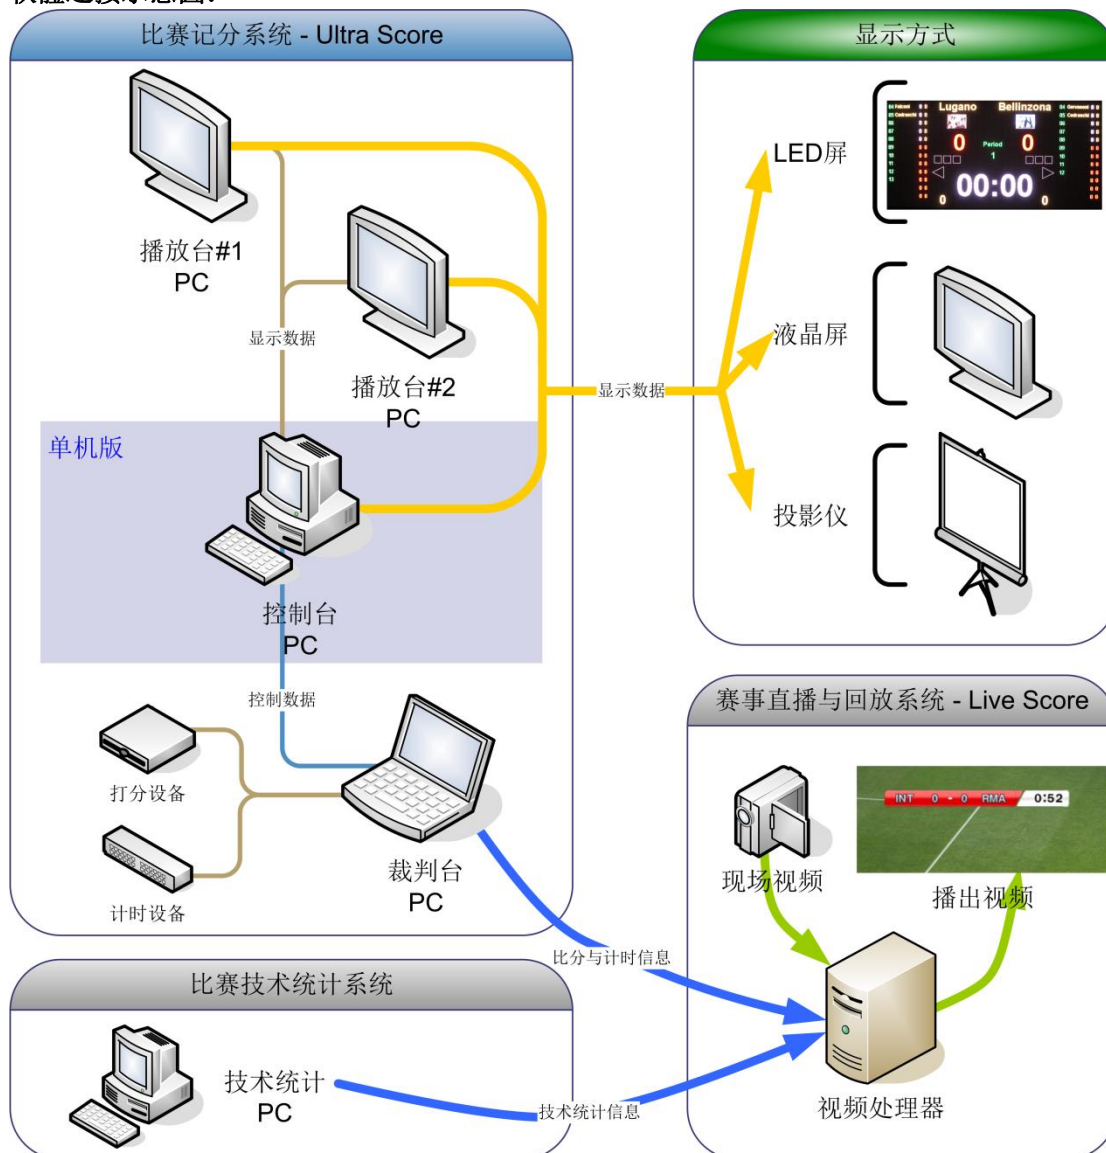 比赛记分系统 - Ultra Score
播放台#1
PC
播放台#2
PC
显示数据
单机版
控制台
PC
控制数据
打分设备
计时设备
裁判台
PC
显示方式
LED屏
Lugano
Bellinzona
0
0
Period
1
00:00
0
0
液晶屏
投影仪
显示数据
赛事直播与回放系统 - Live Score
INT 0 - 0 RMA 0:52
现场视频
播出视频
视频处理器
比分与计时信息
比赛技术统计系统
技术统计
PC
技术统计信息